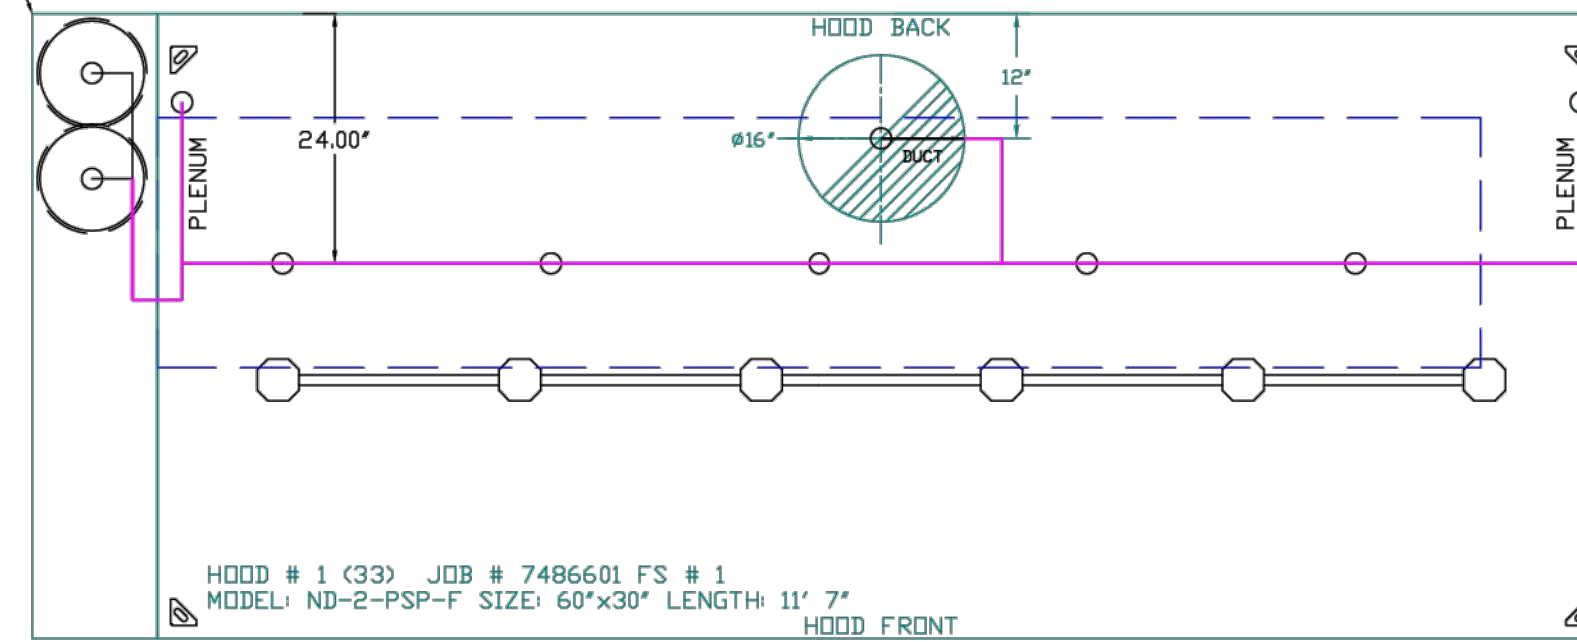 HOOD BACK
12"
24.00"
ø16"
DUCT
PLENUM
PLENUM
HOOD # 1 (33) JOB # 7486601 FS # 1
MODEL: ND-2-PSP-F SIZE: 60"x30" LENGTH: 11' 7"
HOOD FRONT